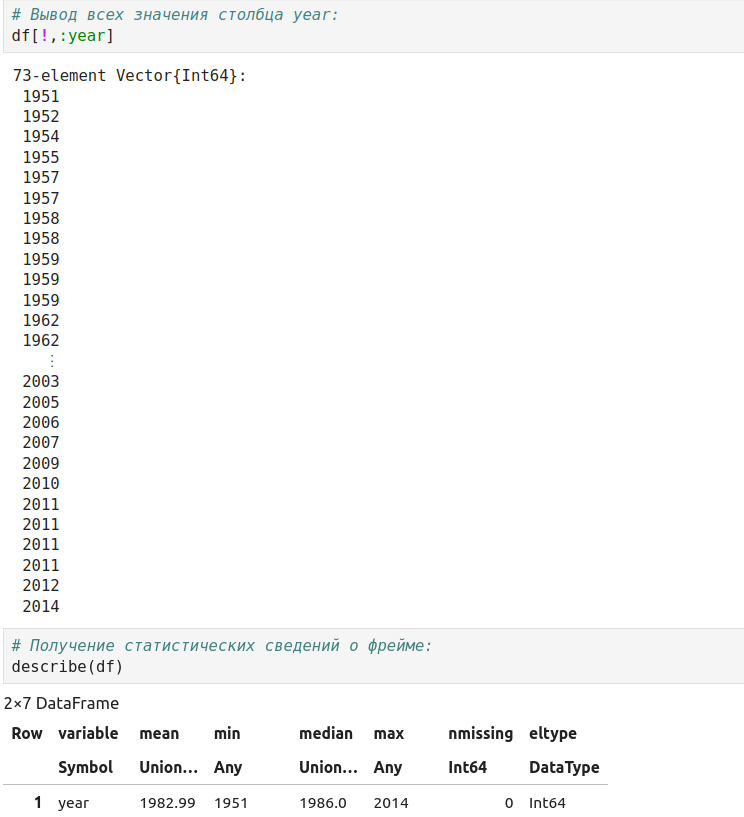 # Вывод всех значения столбца year:
df[!,:year]
73-element Vector{Int64}:
1951
1952
1954
1955
1957
1957
1958
1958
1959
1959
1959
1962
1962
⋮
2003
2005
2006
2007
2009
2010
2011
2011
2011
2011
2012
2014
# Получение статистических сведений о фрейме:
describe(df)
2×7 DataFrame
Row variable mean min median max nmissing eltype
Symbol Union… Any Union… Any Int64 DataType
1 year 1982.99 1951 1986.0 2014 0 Int64